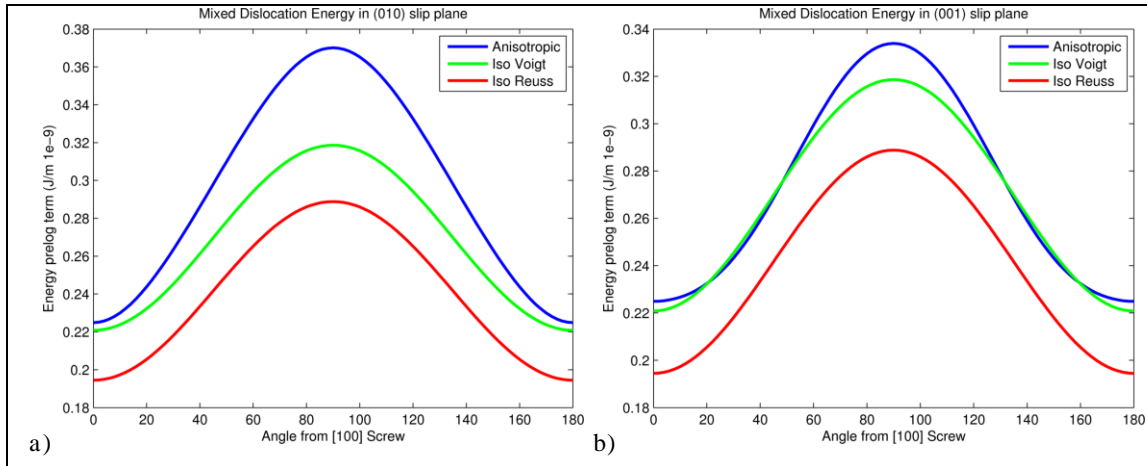 Mixed Dislocation Energy in (010) slip plane
Energy prelog term (J/m 1e-9)
0.38
0.36
0.34
0.32
0.3
0.28
0.26
0.24
0.22
0.2
0.18
Anisotropic
Iso Voigt
Iso Reuss
0 20 40 60 80 100 120 140 160 180
Angle from [100] Screw
a)
Mixed Dislocation Energy in (001) slip plane
Energy prelog term (J/m 1e-9)
0.34
0.32
0.3
0.28
0.26
0.24
0.22
0.2
0.18
Anisotropic
Iso Voigt
Iso Reuss
0 20 40 60 80 100 120 140 160 180
Angle from [100] Screw
b)